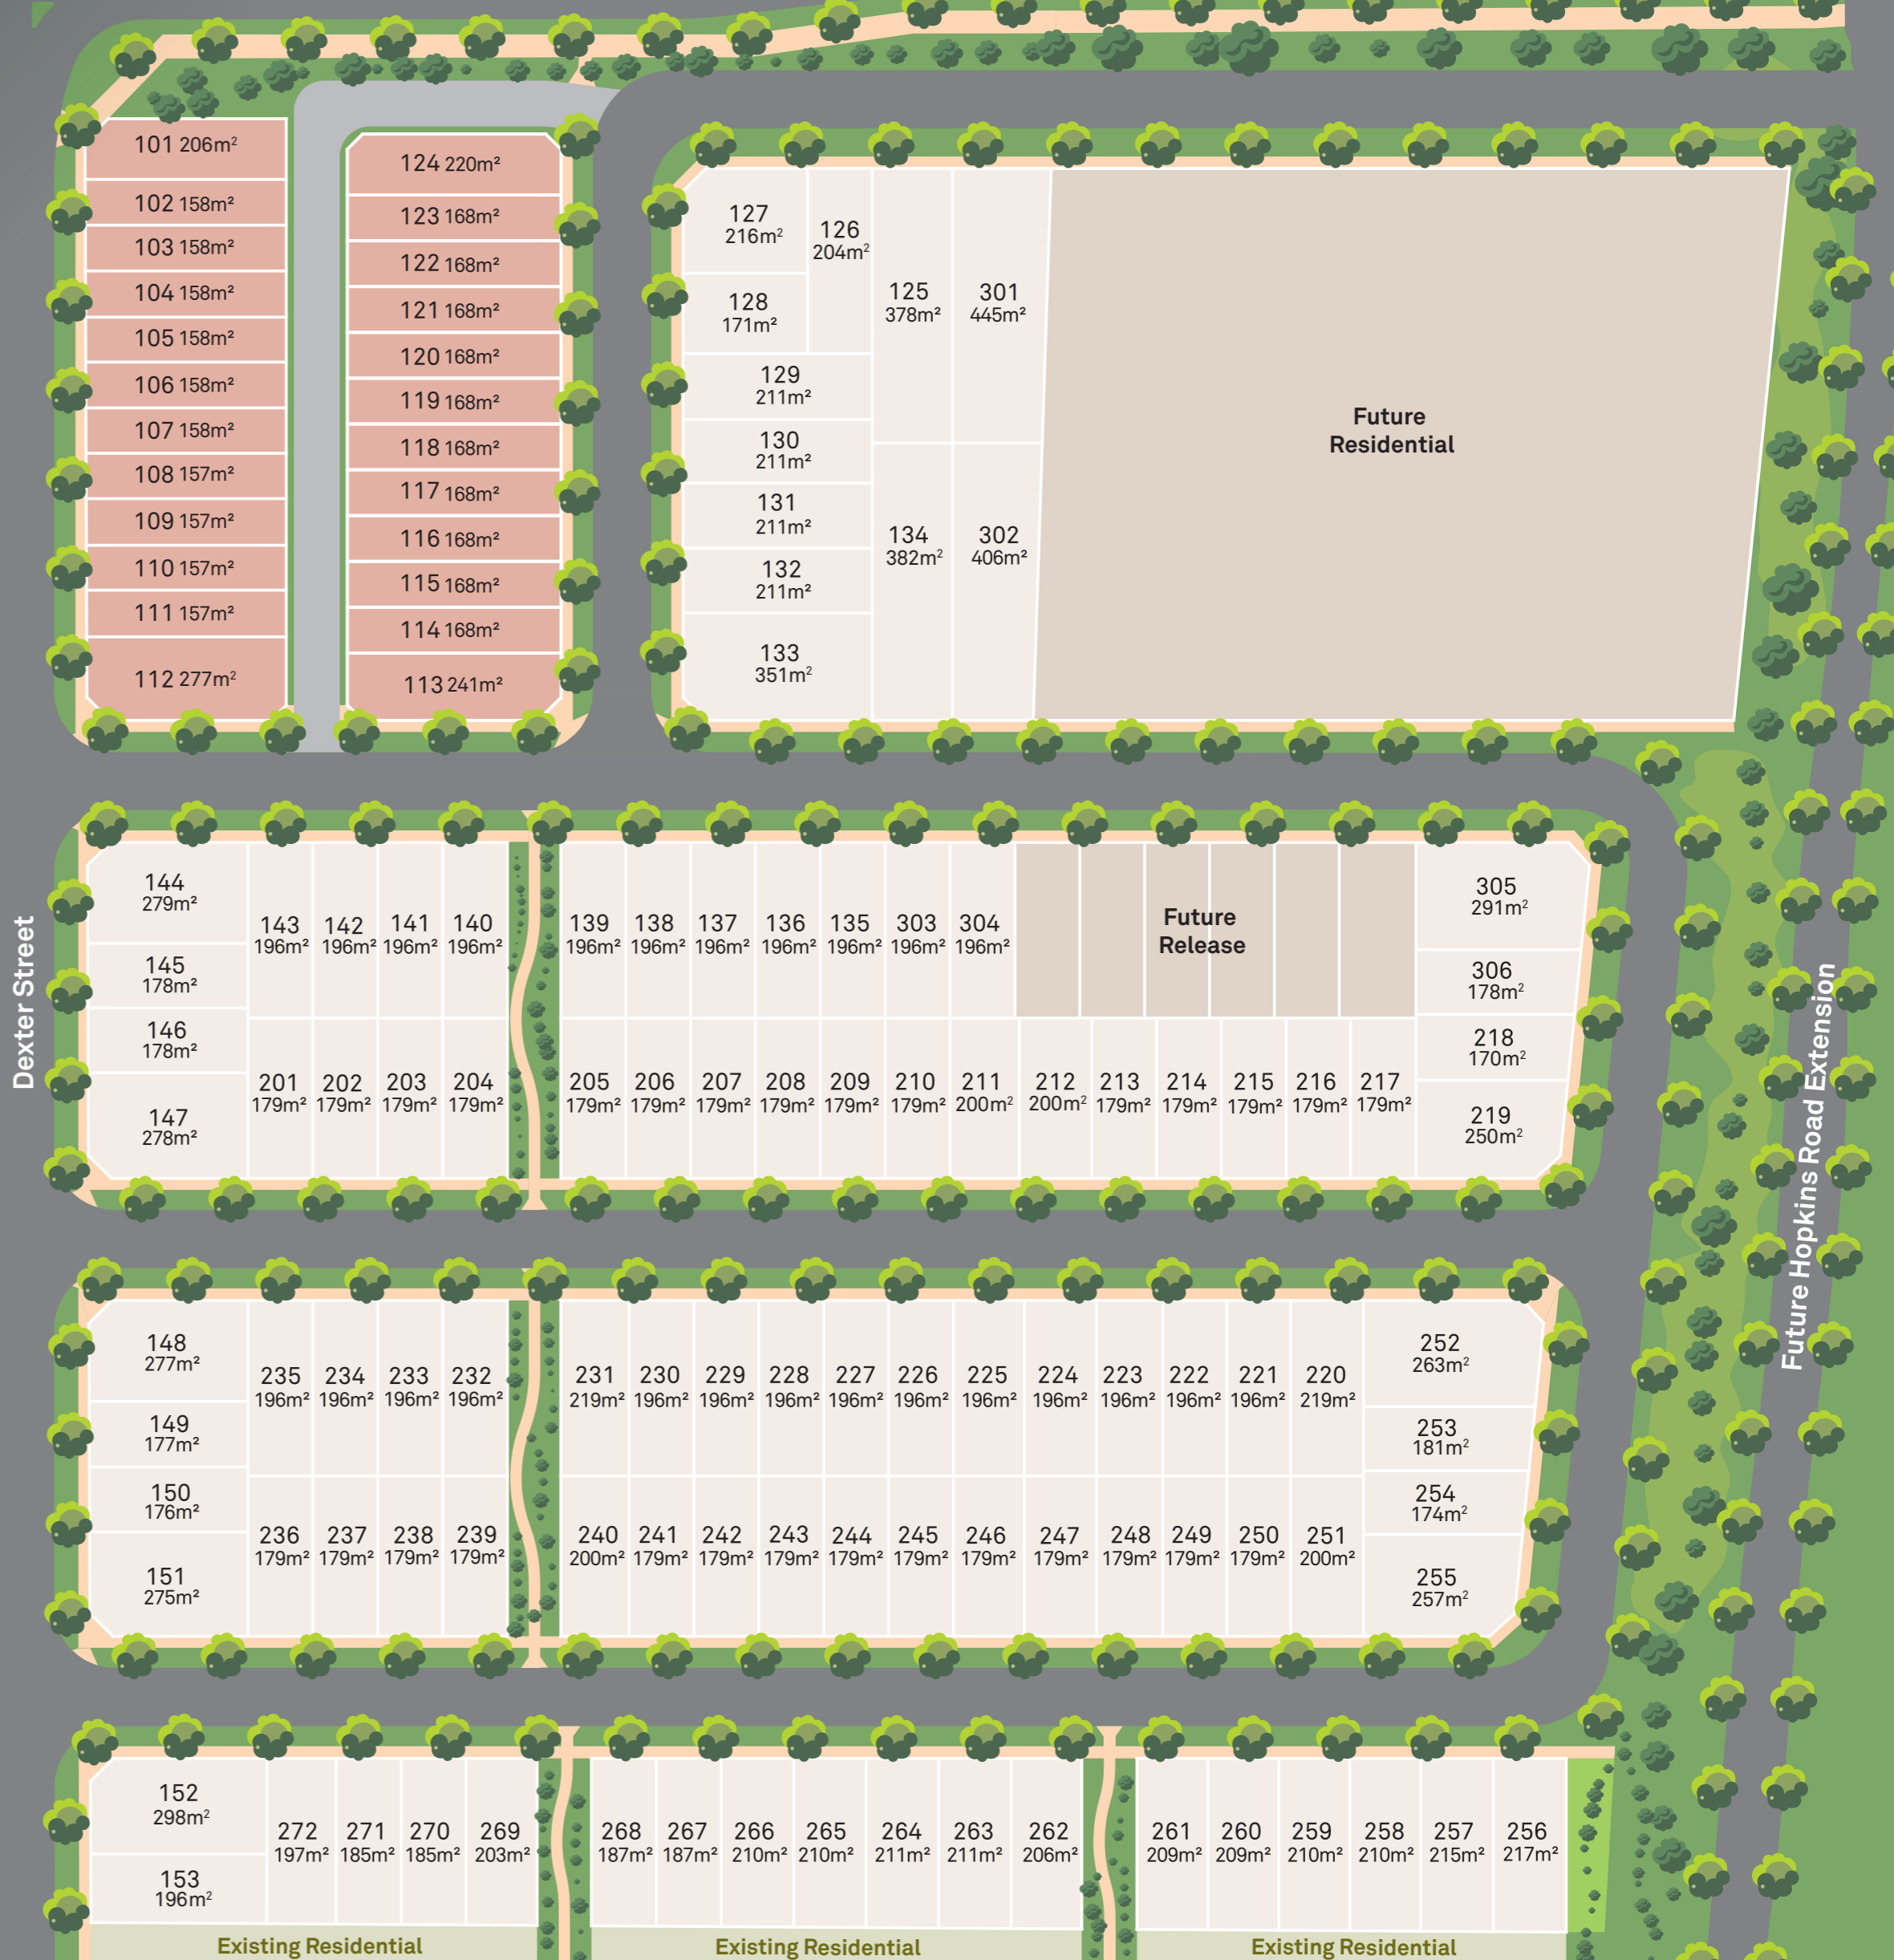 101 206m²
102 158m²
103 158m²
104 158m²
105 158m²
106 158m²
107 158m²
108 157m²
109 157m²
110 157m²
111 157m²
112 277m²
124 220m²
123 168m²
122 168m²
121 168m²
120 168m²
119 168m²
118 168m²
117 168m²
116 168m²
115 168m²
114 168m²
113 241m²
127
216m²
126
204m²
128
171m²
125
378m²
301
445m²
129
211m²
130
211m²
131
211m²
132
211m²
133
351m²
134
382m²
302
406m²
Future
Residential
Dexter Street
144
279m²
145
178m²
146
178m²
147
278m²
143
196m²
142
196m²
141
196m²
140
196m²
139
196m²
138
196m²
137
196m²
136
196m²
135
196m²
303
196m²
304
196m²
Future
Release
305
291m²
306
178m²
218
170m²
219
250m²
201
179m²
202
179m²
203
179m²
204
179m²
205
179m²
206
179m²
207
179m²
208
179m²
209
179m²
210
179m²
211
200m²
212
200m²
213
179m²
214
179m²
215
179m²
216
179m²
217
179m²
Future Hopkins Road Extension
148
277m²
149
177m²
150
176m²
151
275m²
235
196m²
234
196m²
233
196m²
232
196m²
231
219m²
230
196m²
229
196m²
228
196m²
227
196m²
226
196m²
225
196m²
224
196m²
223
196m²
222
196m²
221
196m²
220
219m²
252
263m²
253
181m²
254
174m²
255
257m²
236
179m²
237
179m²
238
179m²
239
179m²
240
200m²
241
179m²
242
179m²
243
179m²
244
179m²
245
179m²
246
179m²
247
179m²
248
179m²
249
179m²
250
179m²
251
200m²
152
298m²
153
196m²
272
197m²
271
185m²
270
185m²
269
203m²
268
187m²
267
187m²
266
210m²
265
210m²
264
211m²
263
211m²
262
206m²
261
209m²
260
209m²
259
210m²
258
210m²
257
215m²
256
217m²
Existing Residential
Existing Residential
Existing Residential